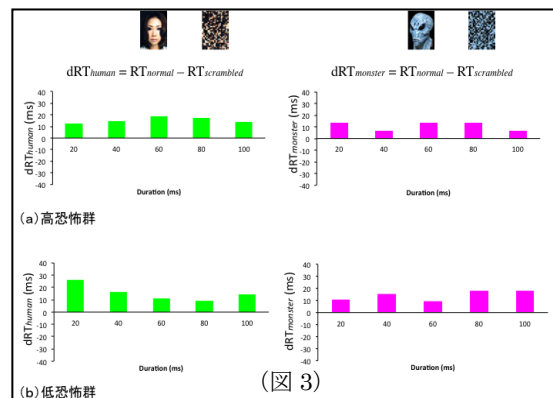 dRThuman = RTnormal − RTscrambled
dRTmonster = RTnormal − RTscrambled
dRThuman (ms)
40
30
20
10
0
-10
-20
-30
-40
20 40 60 80 100
Duration (ms)
dRTmonster (ms)
40
30
20
10
0
-10
-20
-30
-40
20 40 60 80 100
Duration (ms)
(a)高恐怖群
dRThuman (ms)
40
30
20
10
0
-10
-20
-30
-40
20 40 60 80 100
Duration (ms)
dRTmonster (ms)
40
30
20
10
0
-10
-20
-30
-40
20 40 60 80 100
Duration (ms)
(b)低恐怖群
(図 3)